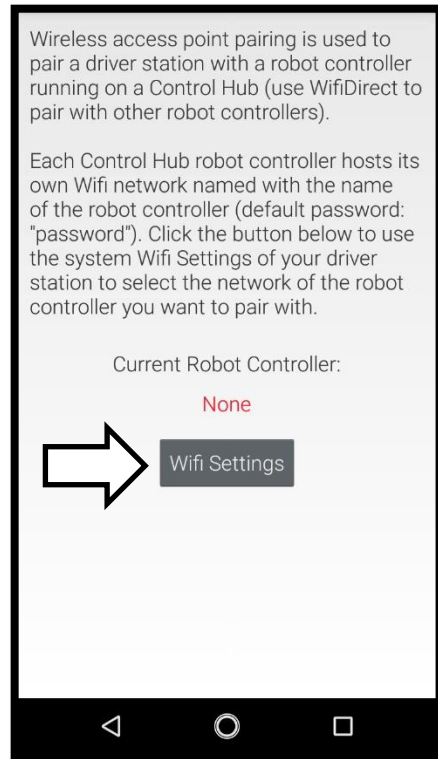 Wireless access point pairing is used to
pair a driver station with a robot controller
running on a Control Hub (use WifiDirect to
pair with other robot controllers).
Each Control Hub robot controller hosts its
own Wifi network named with the name
of the robot controller (default password:
"password"). Click the button below to use
the system Wifi Settings of your driver
station to select the network of the robot
controller you want to pair with.
Current Robot Controller:
None
Wifi Settings